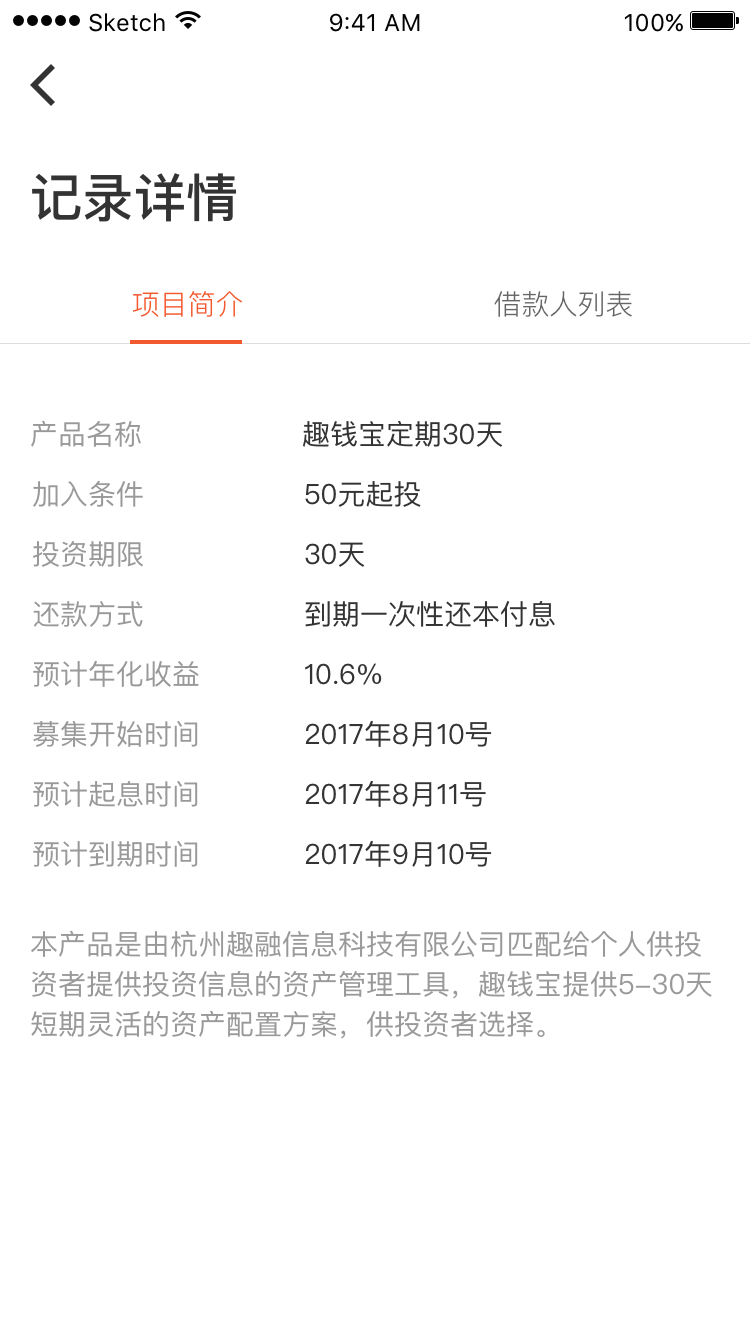 ●●●●● Sketch 9:41 AM 100%
记录详情
项目简介 借款人列表
产品名称 趣钱宝定期30天
加入条件 50元起投
投资期限 30天
还款方式 到期一次性还本付息
预计年化收益 10.6%
募集开始时间 2017年8月10号
预计起息时间 2017年8月11号
预计到期时间 2017年9月10号
本产品是由杭州趣融信息科技有限公司匹配给个人供投
资者提供投资信息的资产管理工具，趣钱宝提供5–30天
短期灵活的资产配置方案，供投资者选择。